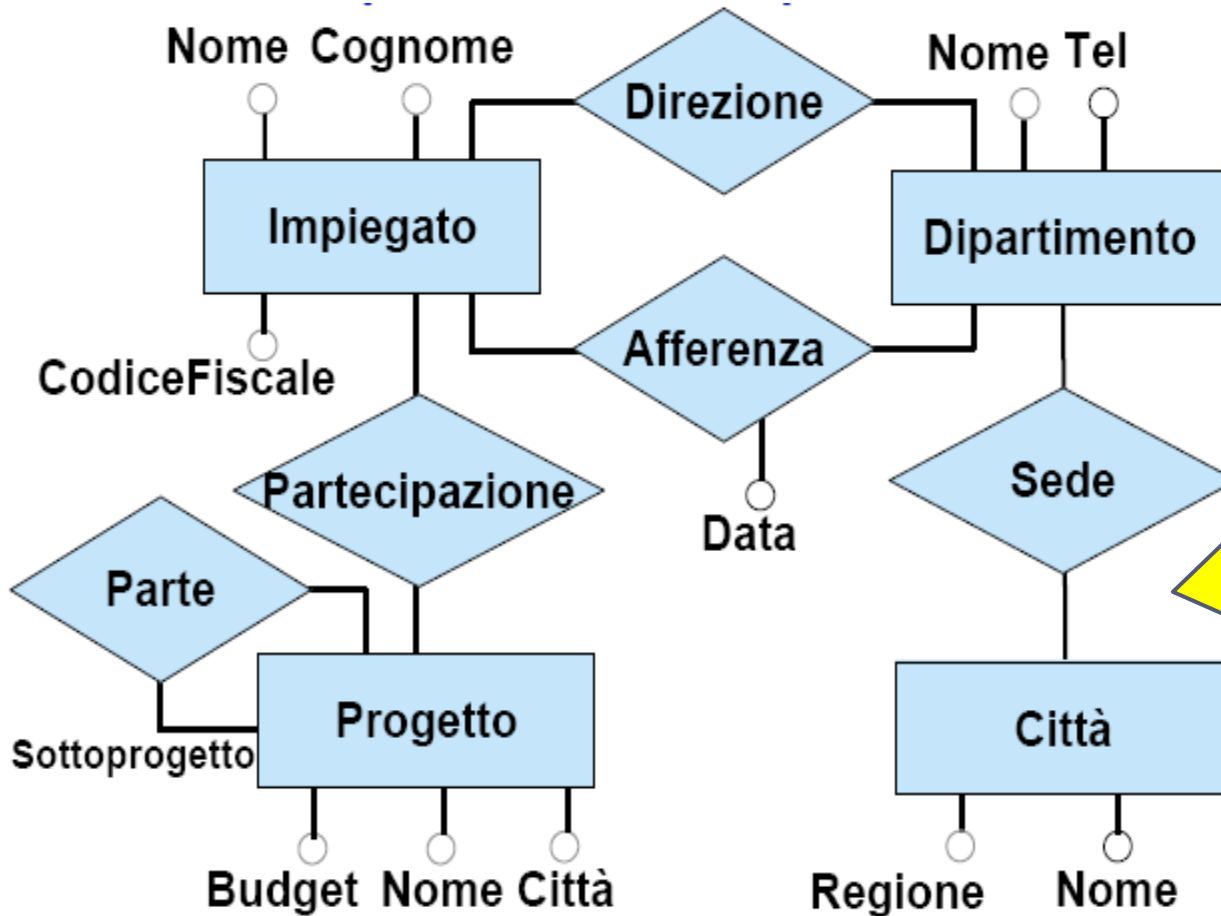 Nome Cognome
Nome Tel
Direzione
Impiegato
Dipartimento
Afferenza
CodiceFiscale
Partecipazione
Sede
Data
Parte
Progetto
Città
Sottoprogetto
Budget Nome Città
Regione Nome